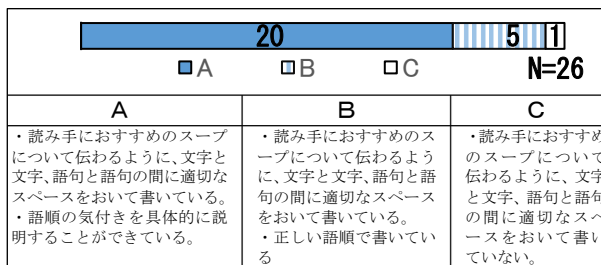 20 5 1
A B C N=26
A B C
・読み手におすすめのスープ
について伝わるように、文字と
文字、語句と語句の間に適切な
スペースをおいて書いている。
・語順の気付きを具体的に説
明することができている。
・読み手におすすめのス
ープについて伝わるよう
に、文字と文字、語句と語
句の間に適切なスペース
をおいて書いている。
・正しい語順で書いてい
る
・読み手におすすめ
のスープについて
伝わるように、文字
と文字、語句と語句
の間に適切なスペ
ースをおいて書い
ていない。